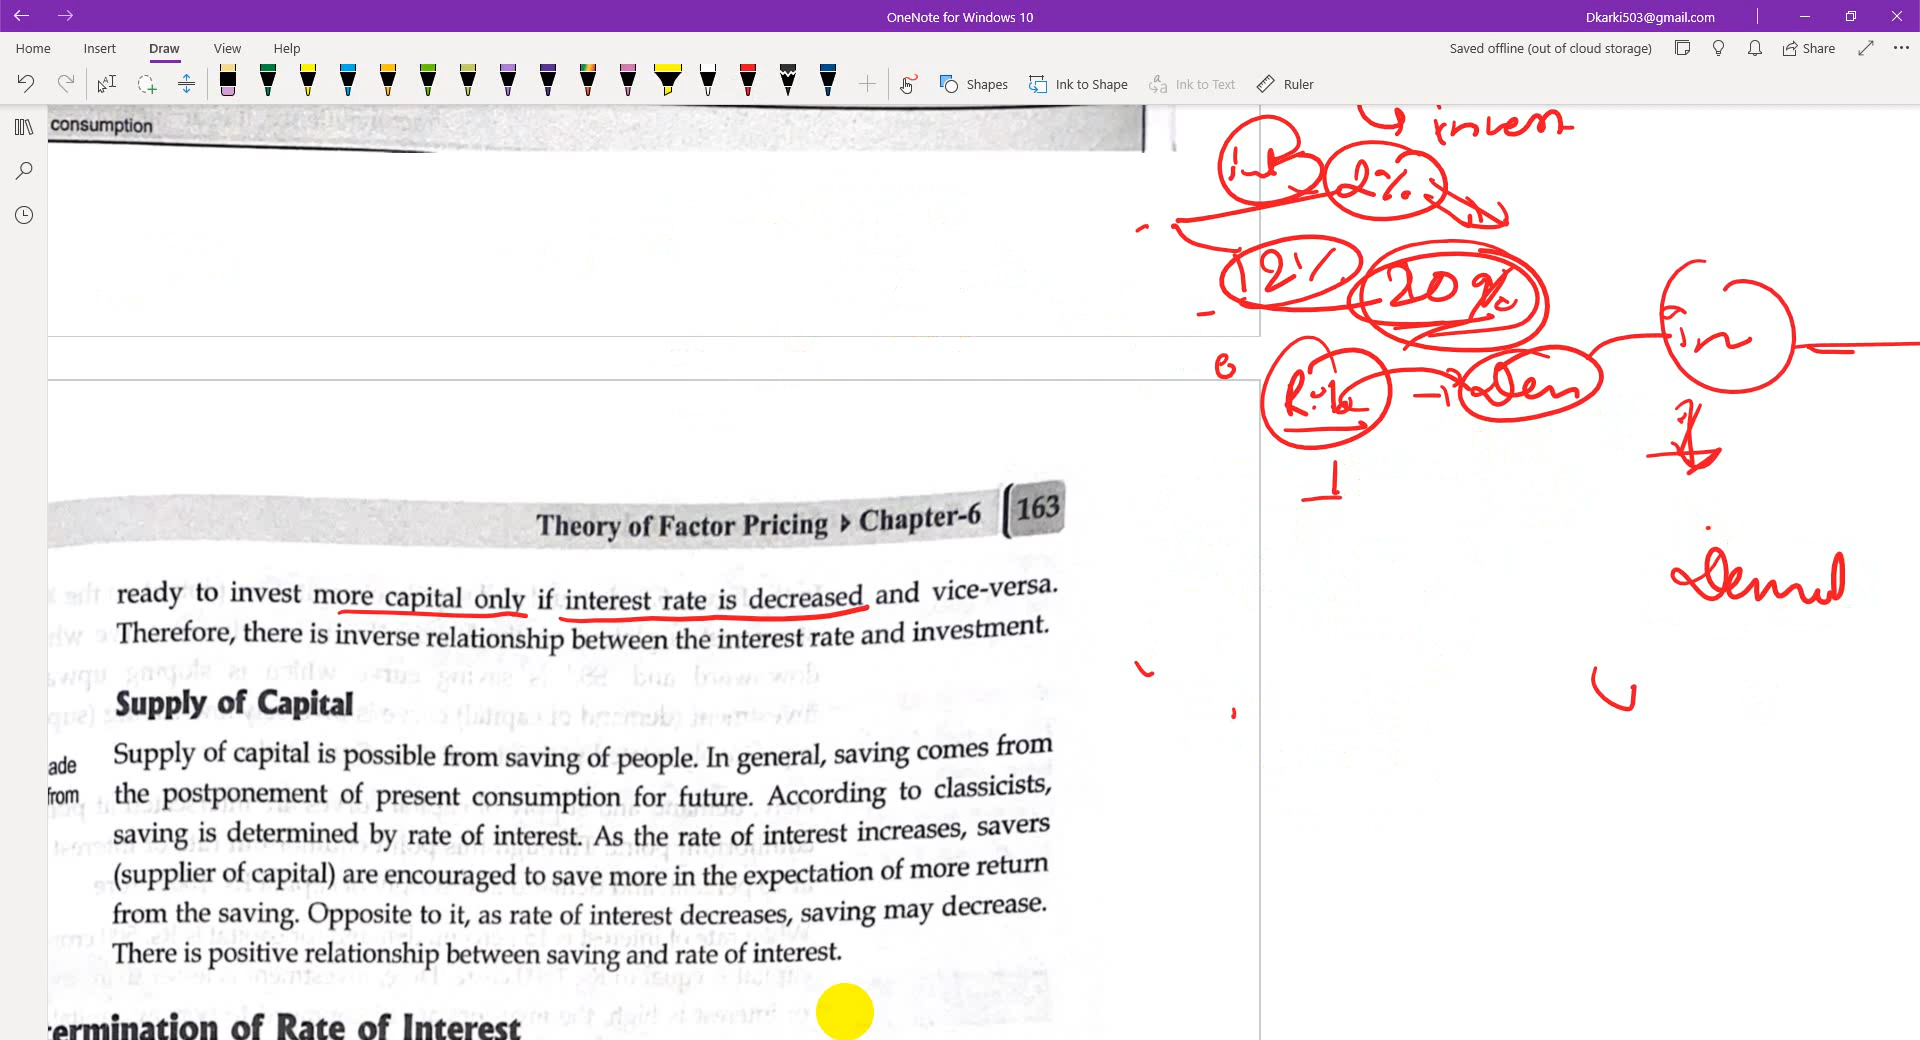 OneNote for Windows 10
Dkarki503@gmail.com
Home Insert Draw View Help
Saved offline (out of cloud storage)
Share
Shapes
Ink to Shape
Ink to Text
Ruler
consumption
invest
int 2%
12% 20%
in
Theory of Factor Pricing Chapter-6 163
ready to invest more capital only if interest rate is decreased and vice-versa.
Therefore, there is inverse relationship between the interest rate and investment.
Supply of Capital
ade
from
Supply of capital is possible from saving of people. In general, saving comes from
the postponement of present consumption for future. According to classicists,
saving is determined by rate of interest. As the rate of interest increases, savers
(supplier of capital) are encouraged to save more in the expectation of more return
from the saving. Opposite to it, as rate of interest decreases, saving may decrease.
There is positive relationship between saving and rate of interest.
ermination of Rate of Interest